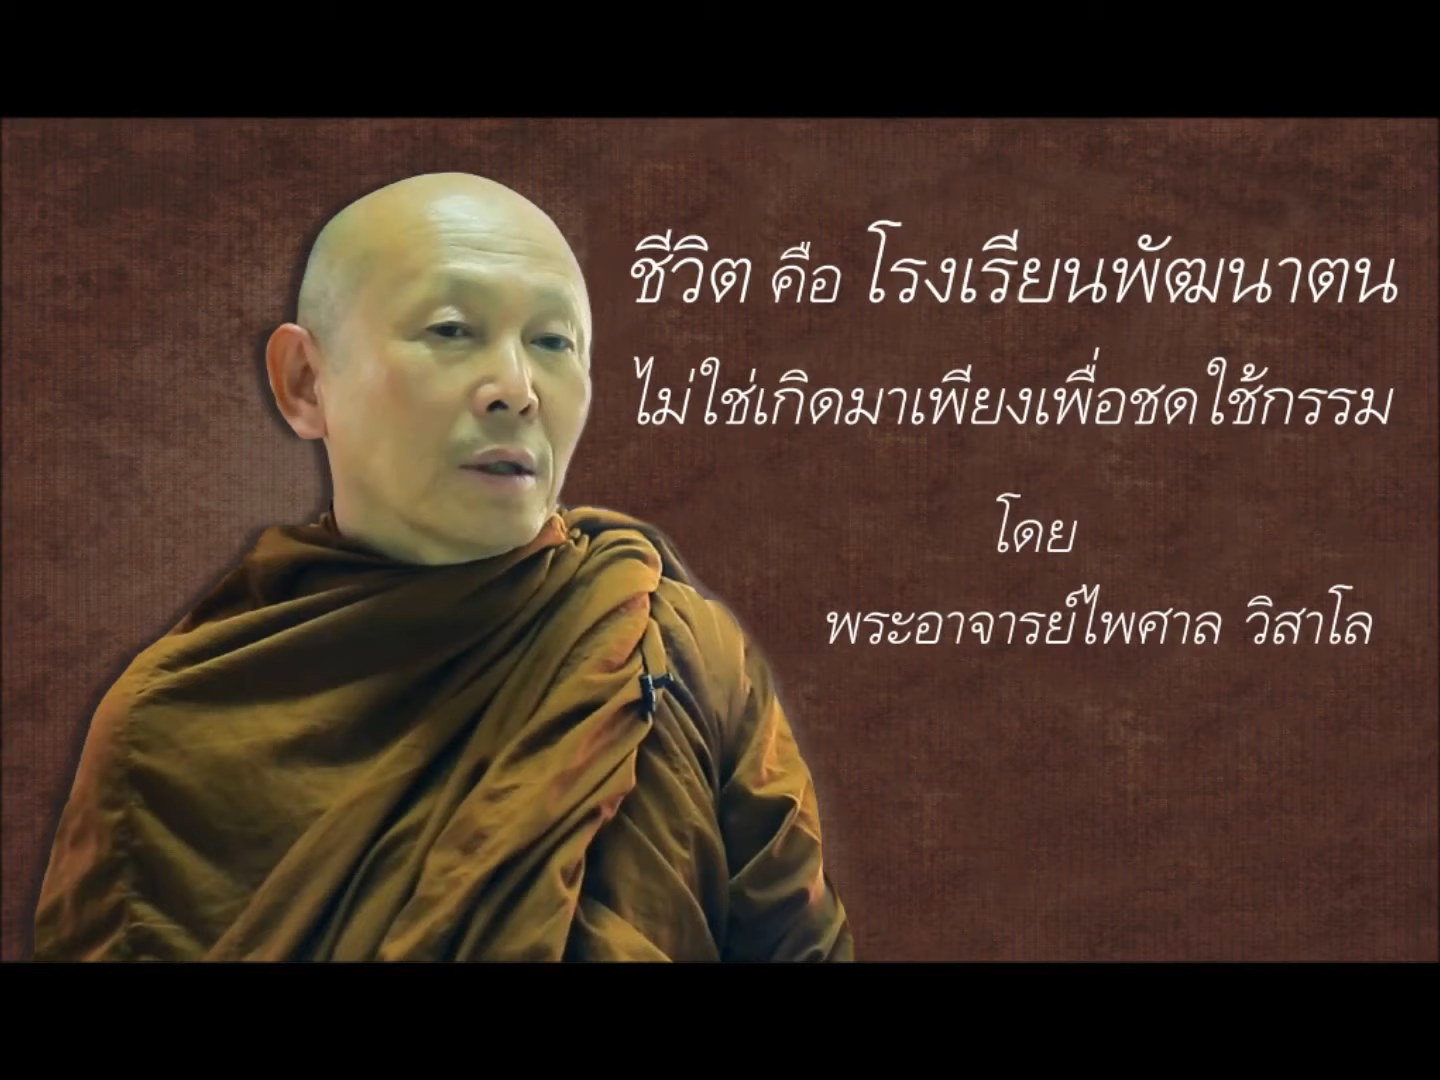 ชีวิต คือ โรงเรียนพัฒนาตน
ไม่ใช่เกิดมาเพียงเพื่อชดใช้กรรม
โดย
พระอาจารย์ไพศาล วิสาโล